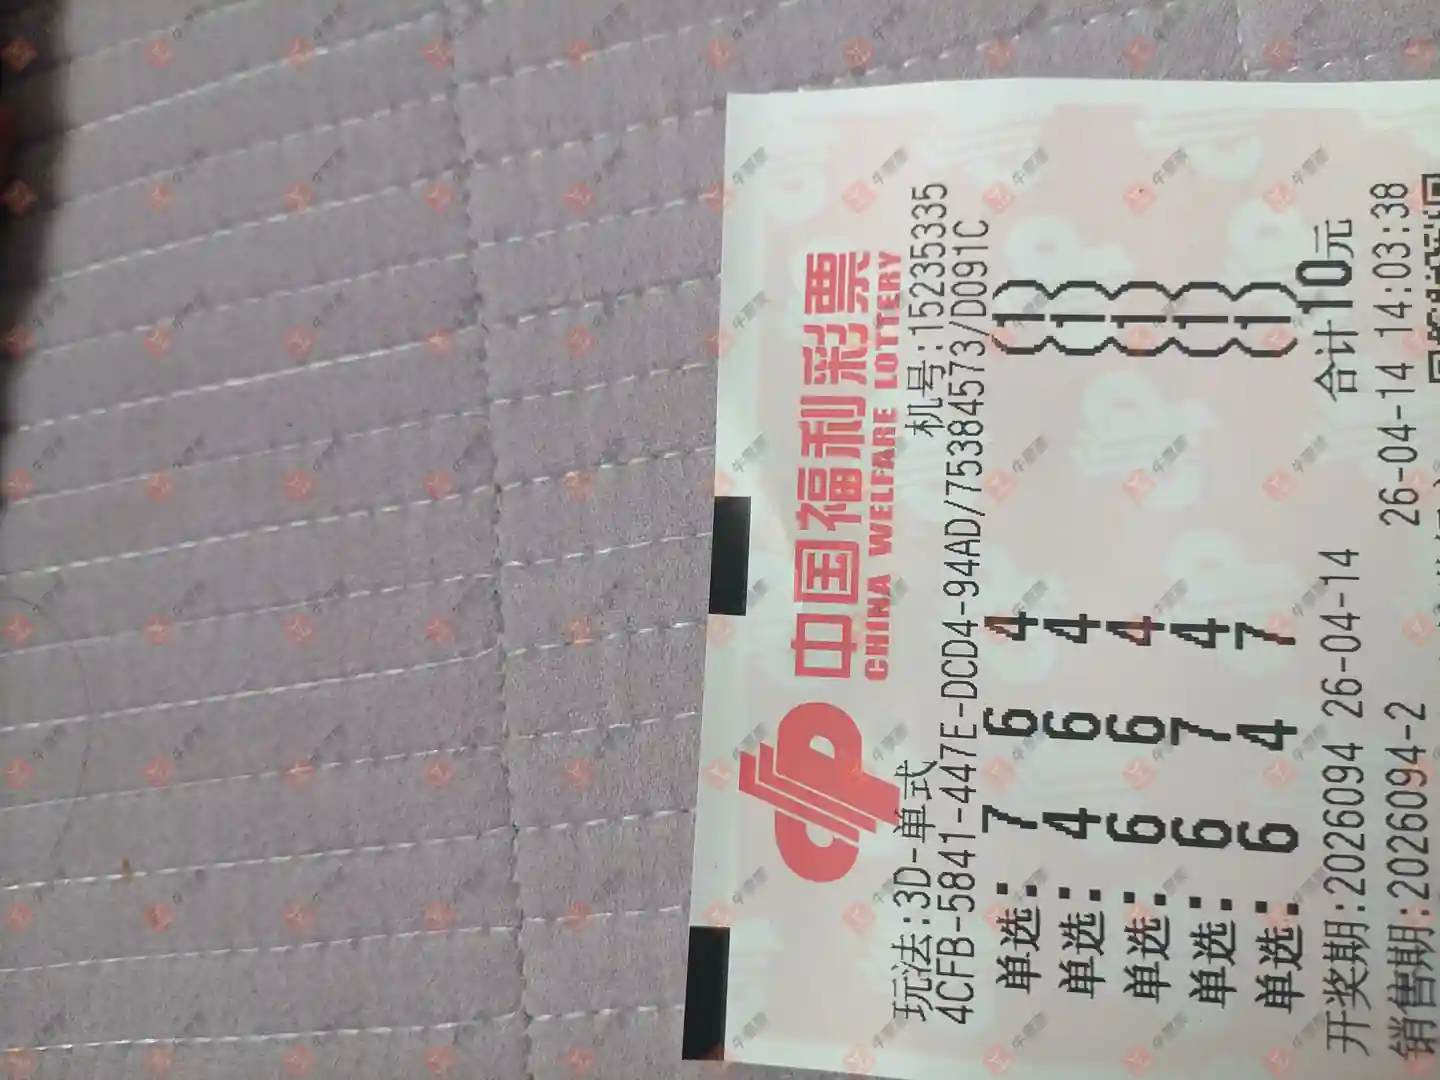 中国福利彩票
CHINA WELFARE LOTTERY
玩法:3D-单式 机号:15235335
4CFB-5841-447E-DCD4-94AD/75384573/D091C
单选: 7 6 4 (1)
单选: 4 6 4 (1)
单选: 6 6 4 (1)
单选: 6 7 4 (1)
单选: 6 4 7 (1)
合计10元
开奖期:2026094 26-04-14
销售期:2026094-2 26-04-14 14:03:38